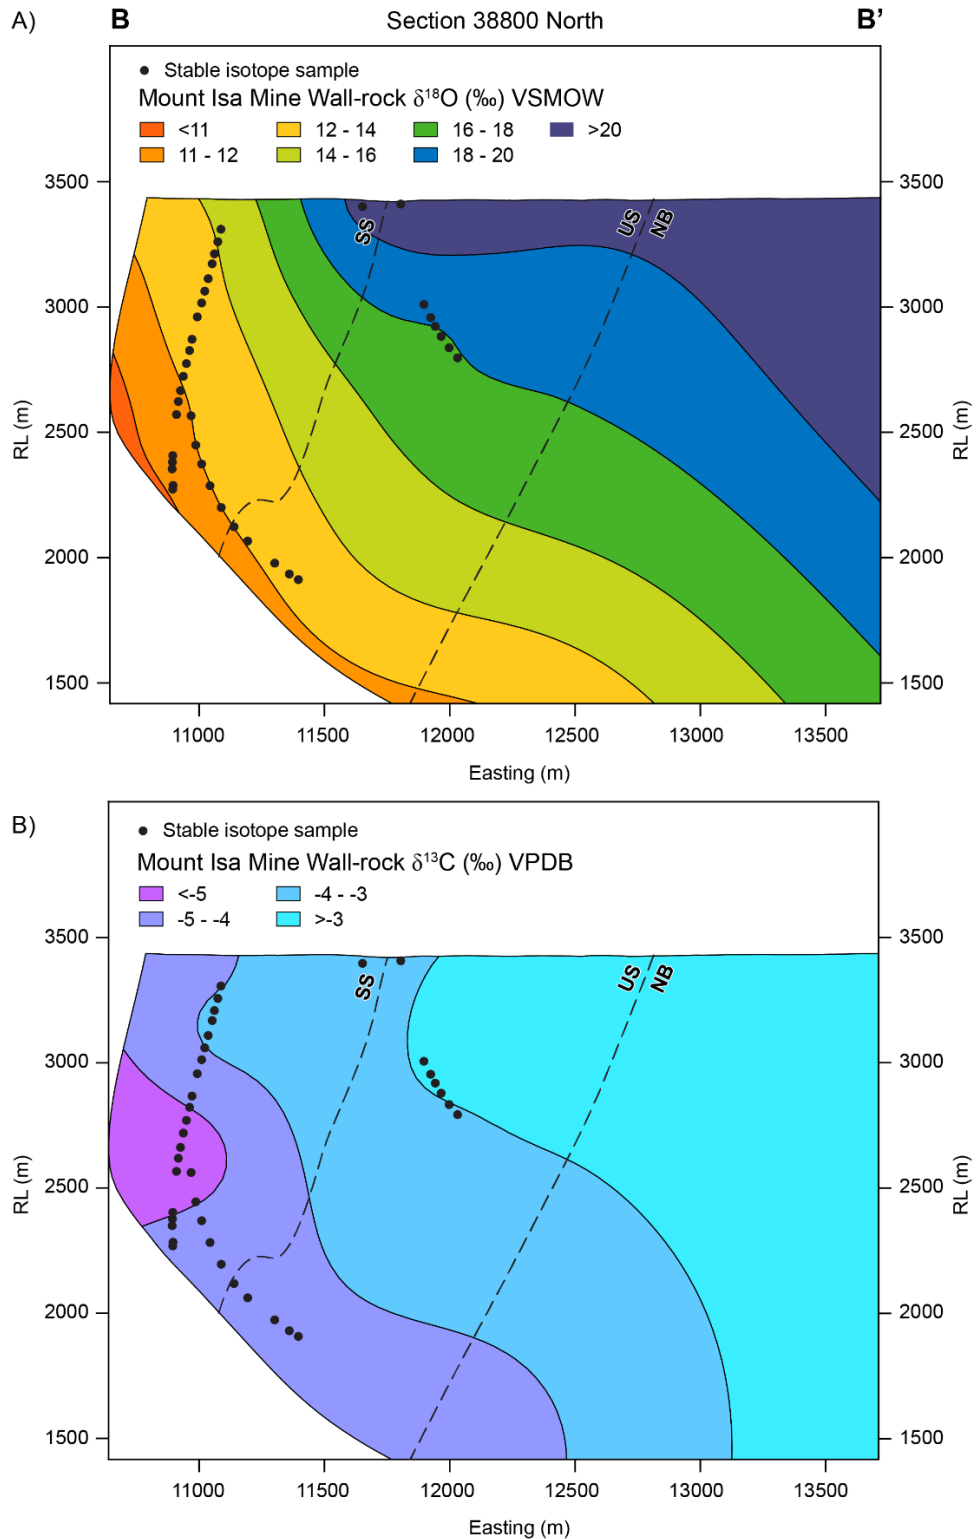 A) B Section 38800 North B’
Stable isotope sample
Mount Isa Mine Wall-rock δ¹⁸O (‰) VSMOW
<11 12 - 14 16 - 18 >20
11 - 12 14 - 16 18 - 20
3500 3500
SS US NB
3000 3000
RL (m) RL (m)
2500 2500
2000 2000
1500 1500
11000 11500 12000 12500 13000 13500
Easting (m)
B)
Stable isotope sample
Mount Isa Mine Wall-rock δ¹³C (‰) VPDB
<-5 -4 - -3
-5 - -4 >-3
3500 3500
SS US NB
3000 3000
RL (m) RL (m)
2500 2500
2000 2000
1500 1500
11000 11500 12000 12500 13000 13500
Easting (m)